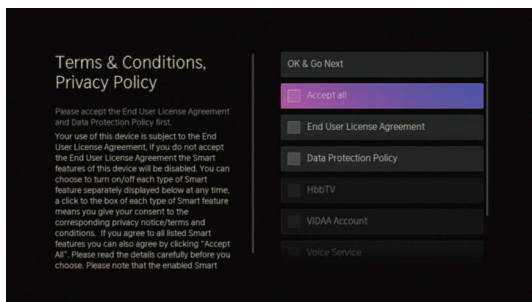 Terms & Conditions,
Privacy Policy
Please accept the End User License Agreement
and Data Protection Policy first.
Your use of this device is subject to the End
User License Agreement, if you do not accept
the End User License Agreement the Smart
features of this device will be disabled. You can
choose to turn on/off each type of Smart
feature separately displayed below at any time,
a click to the box of each type of Smart feature
means you give your consent to the
corresponding privacy notice/terms and
conditions. If you agree to all listed Smart
features you can also agree by clicking "Accept
All". Please read the details carefully before you
choose. Please note that the enabled Smart
OK & Go Next
Accept all
End User License Agreement
Data Protection Policy
HbbTV
VIDAA Account
Voice Service